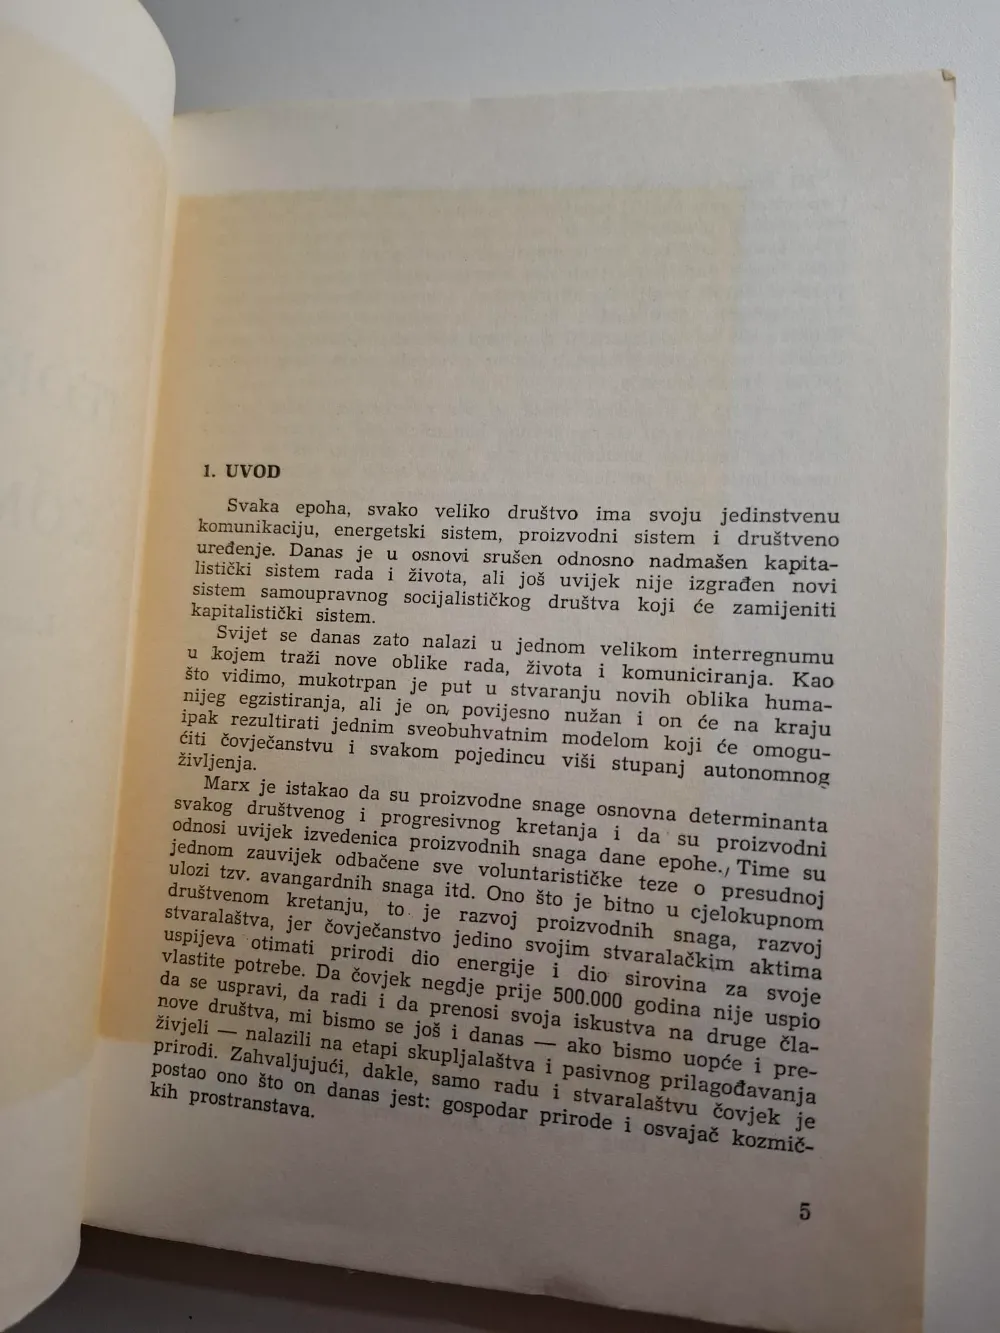 1. UVOD
Svaka epoha, svako veliko društvo ima svoju jedinstvenu
komunikaciju, energetski sistem, proizvodni sistem i društveno
uređenje. Danas je u osnovi srušen odnosno nadmašen kapita-
listički sistem rada i života, ali još uvijek nije izgrađen novi
sistem samoupravnog socijalističkog društva koji će zamijeniti
kapitalistički sistem.
Svijet se danas zato nalazi u jednom velikom interregnumu
u kojem traži nove oblike rada, života i komuniciranja. Kao
što vidimo, mukotrpan je put u stvaranju novih oblika huma-
nijeg egzistiranja, ali je on povijesno nužan i on će na kraju
ipak rezultirati jednim sveobuhvatnim modelom koji će omogu-
ćiti čovječanstvu i svakom pojedincu viši stupanj autonomnog
življenja.
Marx je istakao da su proizvodne snage osnovna determinanta
svakog društvenog i progresivnog kretanja i da su proizvodni
odnosi uvijek izvedenica proizvodnih snaga dane epohe. Time su
jednom zauvijek odbačene sve voluntarističke teze o presudnoj
ulozi tzv. avangardnih snaga itd. Ono što je bitno u cjelokupnom
društvenom kretanju, to je razvoj proizvodnih snaga, razvoj
stvaralaštva, jer čovječanstvo jedino svojim stvaralačkim aktima
uspijeva otimati prirodi dio energije i dio sirovina za svoje
vlastite potrebe. Da čovjek negdje prije 500.000 godina nije uspio
da se uspravi, da radi i da prenosi svoja iskustva na druge čla-
nove društva, mi bismo se još i danas — ako bismo uopće i pre-
živjeli — nalazili na etapi skupljalaštva i pasivnog prilagođavanja
prirodi. Zahvaljujući, dakle, samo radu i stvaralaštvu čovjek je
postao ono što on danas jest: gospodar prirode i osvajač kozmič-
kih prostranstava.
5